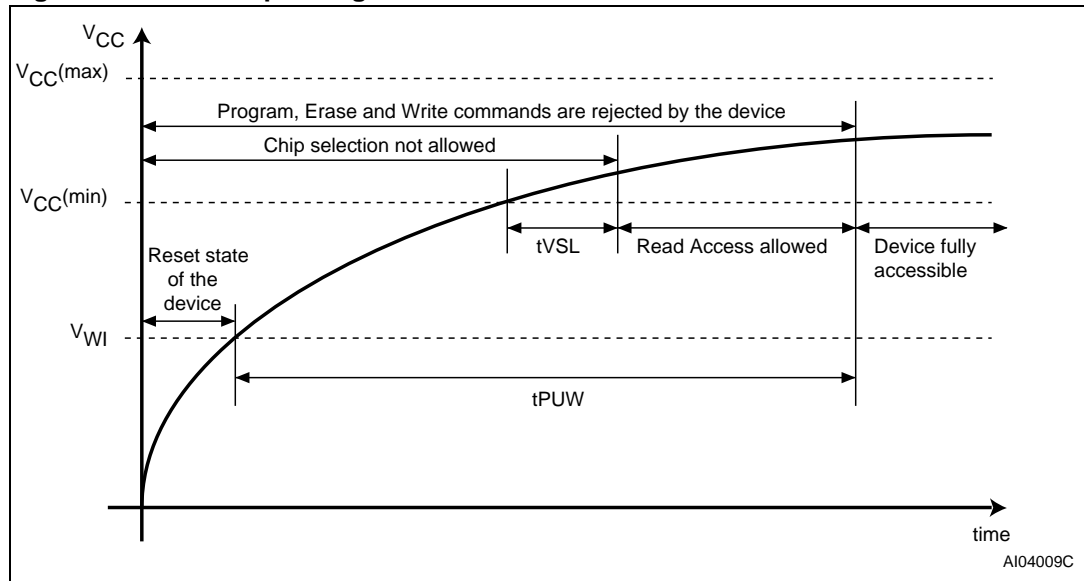 VCC
VCC(max)
Program, Erase and Write commands are rejected by the device
Chip selection not allowed
VCC(min)
tVSL
Read Access allowed
Device fully
accessible
Reset state
of the
device
VWI
tPUW
time
AI04009C